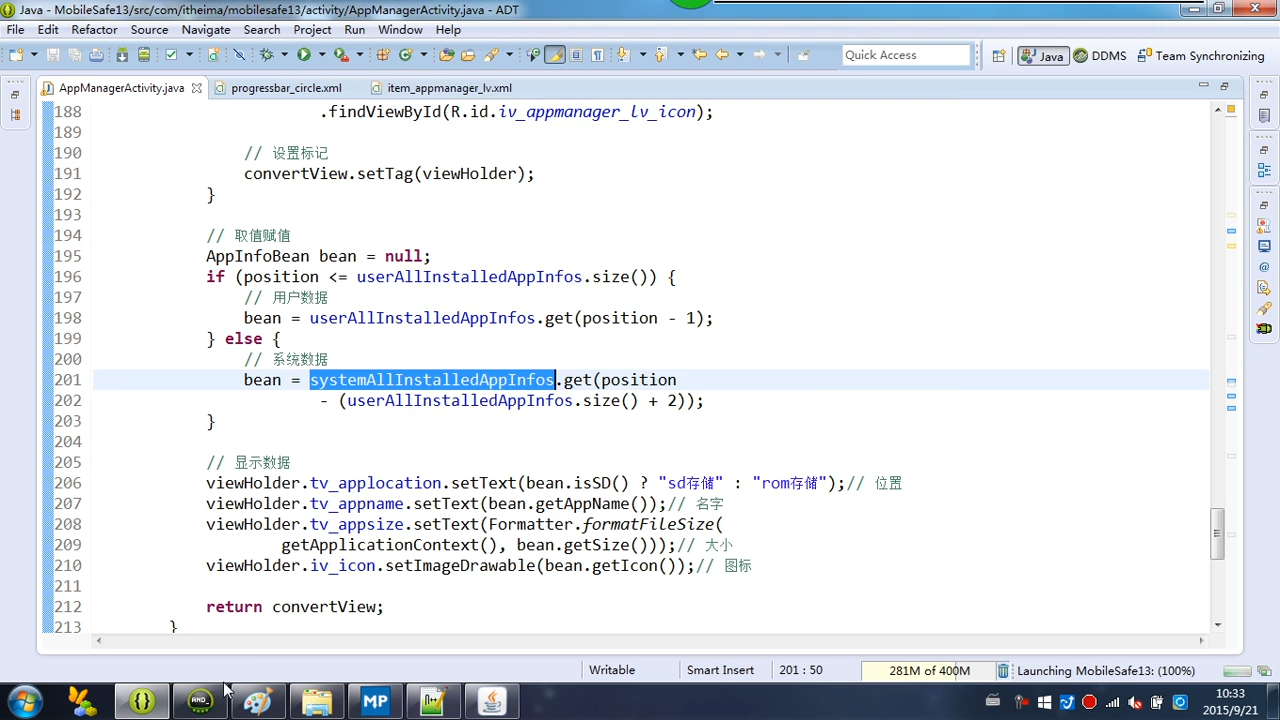 Java - MobileSafe13/src/com/itheima/mobilesafe13/activity/AppManagerActivity.java - ADT
File Edit Refactor Source Navigate Search Project Run Window Help
Quick Access Java DDMS Team Synchronizing
AppManagerActivity.java progressbar_circle.xml item_appmanager_lv.xml
188 .findViewById(R.id.iv_appmanager_lv_icon);
189
190 // 设置标记
191 convertView.setTag(viewHolder);
192 }
193
194 // 取值赋值
195 AppInfoBean bean = null;
196 if (position <= userAllInstalledAppInfos.size()) {
197 // 用户数据
198 bean = userAllInstalledAppInfos.get(position - 1);
199 } else {
200 // 系统数据
201 bean = systemAllInstalledAppInfos.get(position
202 - (userAllInstalledAppInfos.size() + 2));
203 }
204
205 // 显示数据
206 viewHolder.tv_applocation.setText(bean.isSD() ? "sd存储" : "rom存储");// 位置
207 viewHolder.tv_appname.setText(bean.getAppName());// 名字
208 viewHolder.tv_appsize.setText(Formatter.formatFileSize(
209 getApplicationContext(), bean.getSize()));// 大小
210 viewHolder.iv_icon.setImageDrawable(bean.getIcon());// 图标
211
212 return convertView;
213 }
Writable Smart Insert 201 : 50 281M of 400M Launching MobileSafe13: (100%)
AND_ MP 10:33
2015/9/21